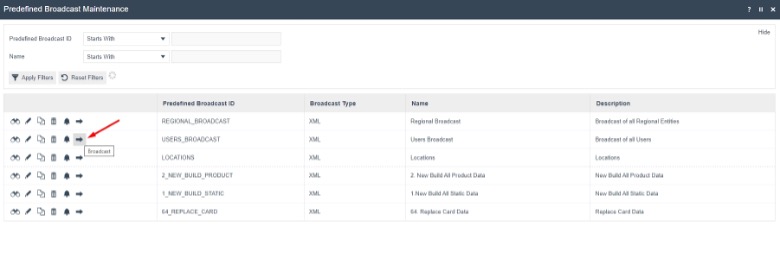 Predefined Broadcast Maintenance
?
Hide
Predefined Broadcast ID Starts With
Name Starts With
Apply Filters Reset Filters
Predefined Broadcast ID Broadcast Type Name Description
REGIONAL_BROADCAST XML Regional Broadcast Broadcast of all Regional Entities
USERS_BROADCAST XML Users Broadcast Broadcast of all Users
Broadcast
LOCATIONS XML Locations Locations
2_NEW_BUILD_PRODUCT XML 2. New Build All Product Data New Build All Product Data
1_NEW_BUILD_STATIC XML 1.New Build All Static Data New Build All Static Data
64_REPLACE_CARD XML 64. Replace Card Data Replace Card Data